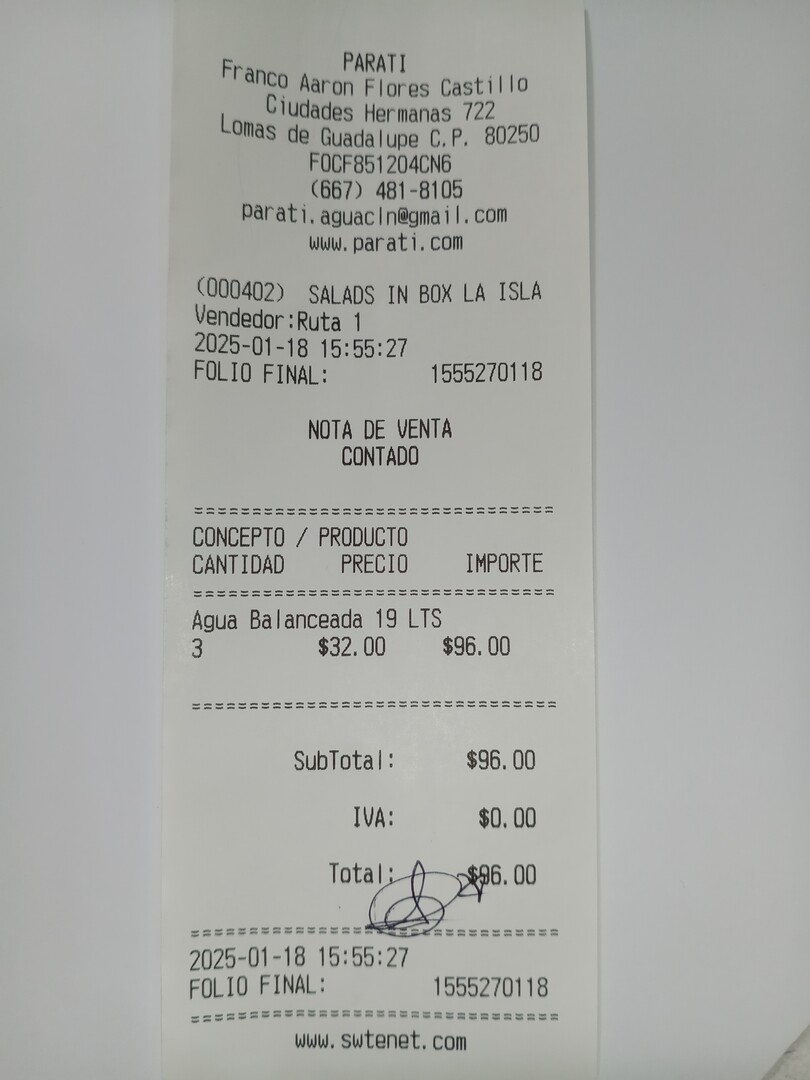 PARATI
Franco Aaron Flores Castillo
Ciudades Hermanas 722
Lomas de Guadalupe C.P. 80250
FOCF851204CN6
(667) 481-8105
parati.aguacln@gmail.com
www.parati.com
(000402) SALADS IN BOX LA ISLA
Vendedor:Ruta 1
2025-01-18 15:55:27
FOLIO FINAL: 1555270118
NOTA DE VENTA
CONTADO
===============================
CONCEPTO / PRODUCTO
CANTIDAD PRECIO IMPORTE
===============================
Agua Balanceada 19 LTS
3 $32.00 $96.00
===============================
SubTotal: $96.00
IVA: $0.00
Total: $96.00
===============================
2025-01-18 15:55:27
FOLIO FINAL: 1555270118
===============================
www.swtenet.com